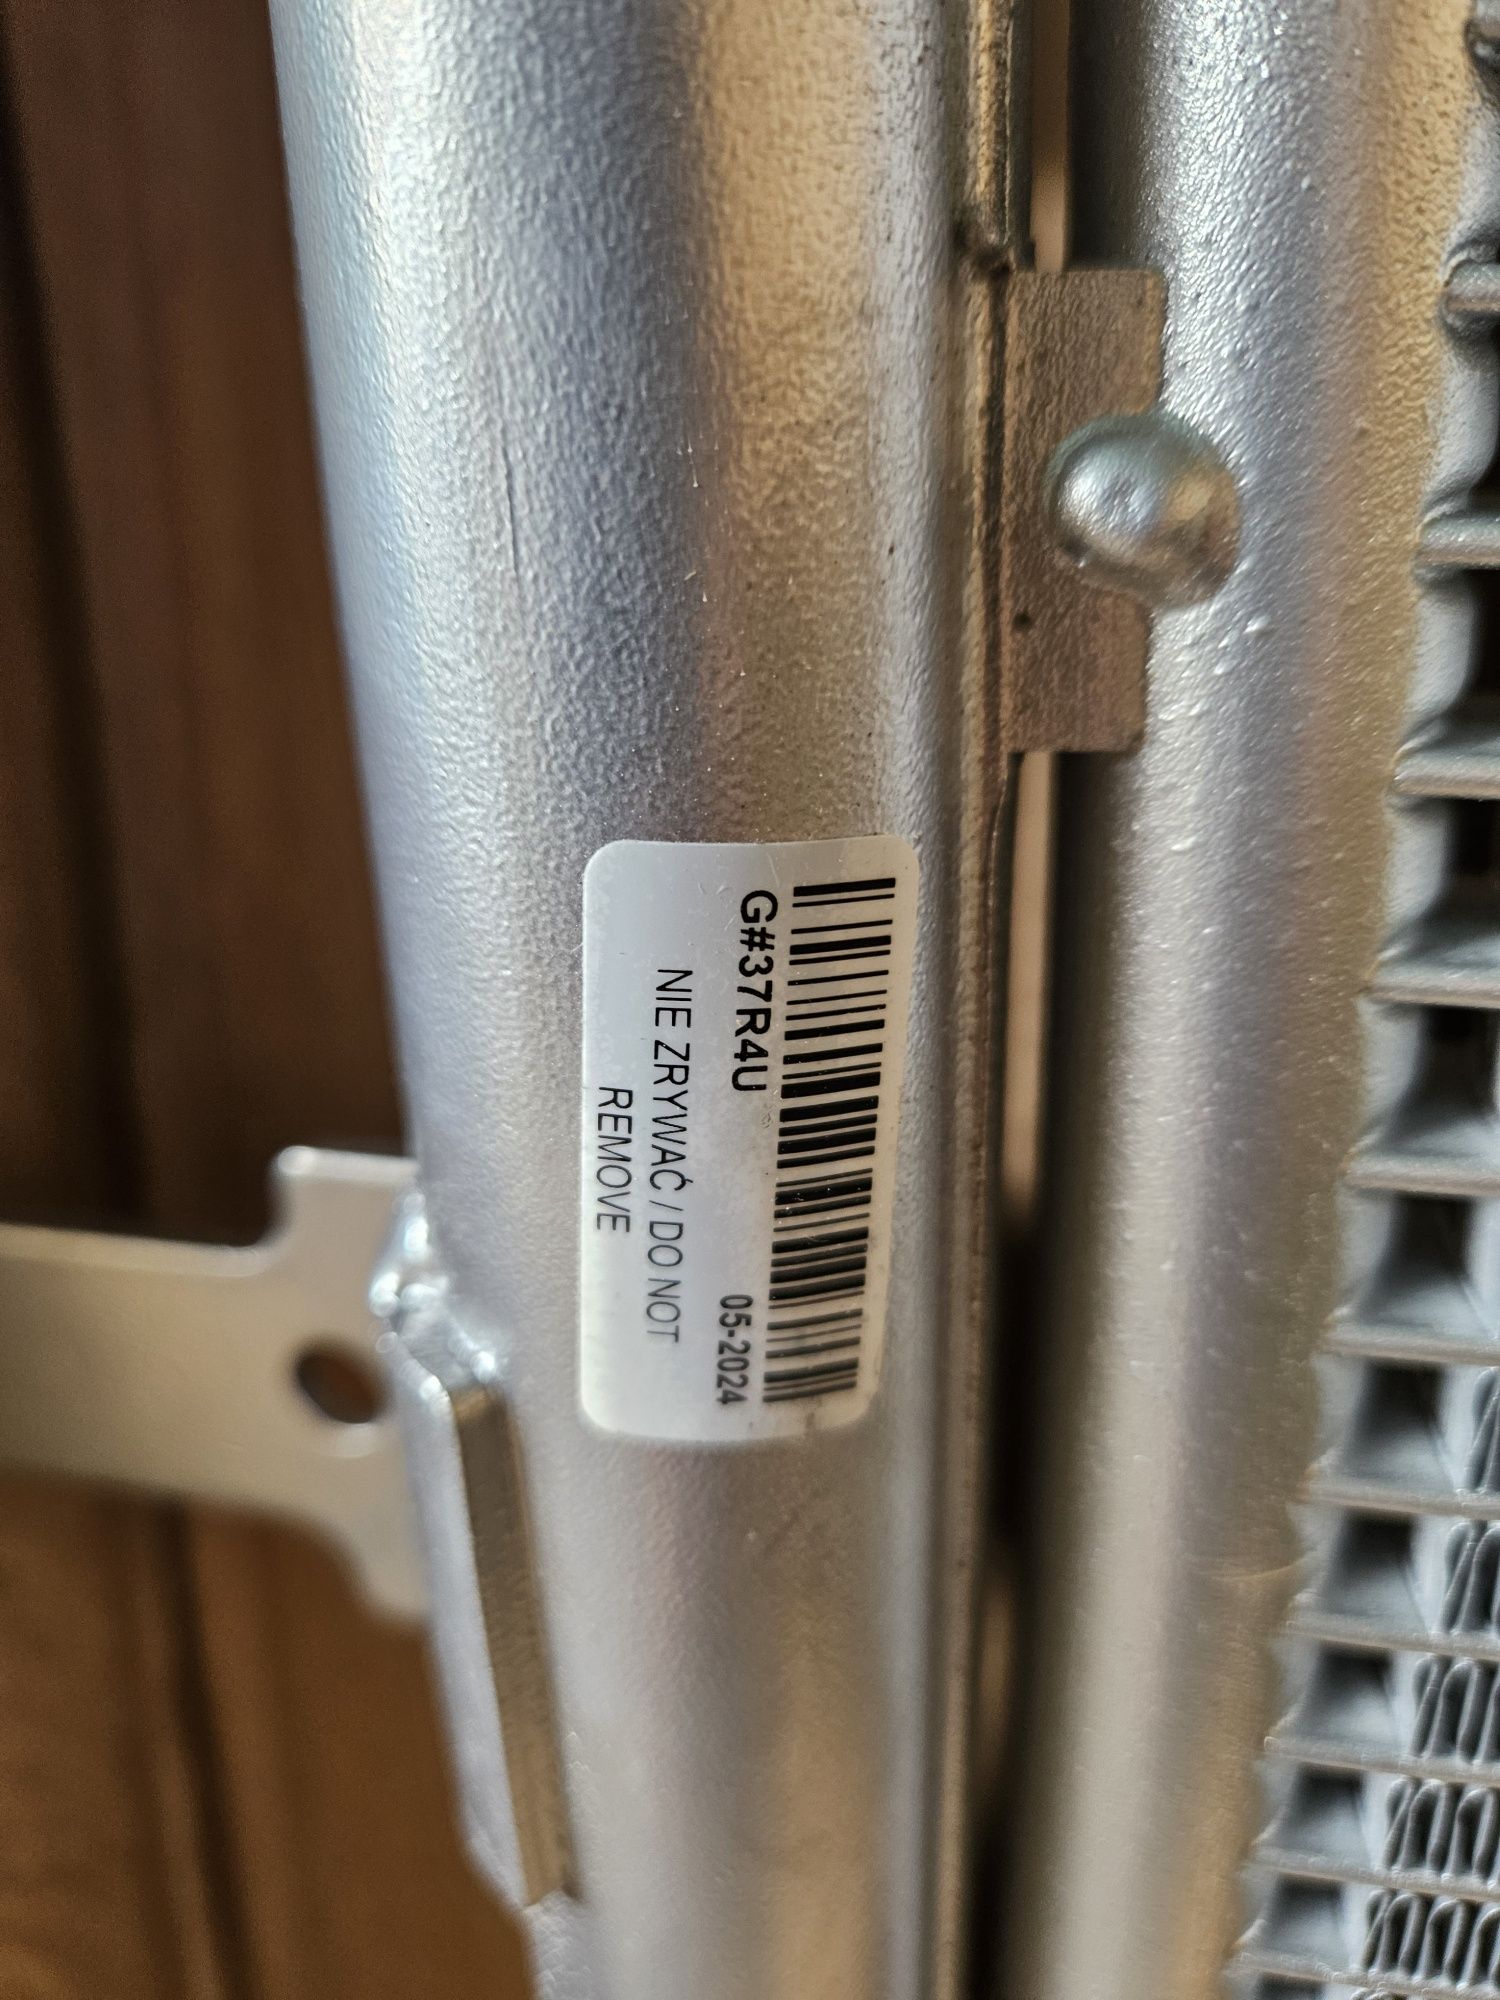 G#37R4U
05-2024
NIE ZRYWAĆ / DO NOT
REMOVE